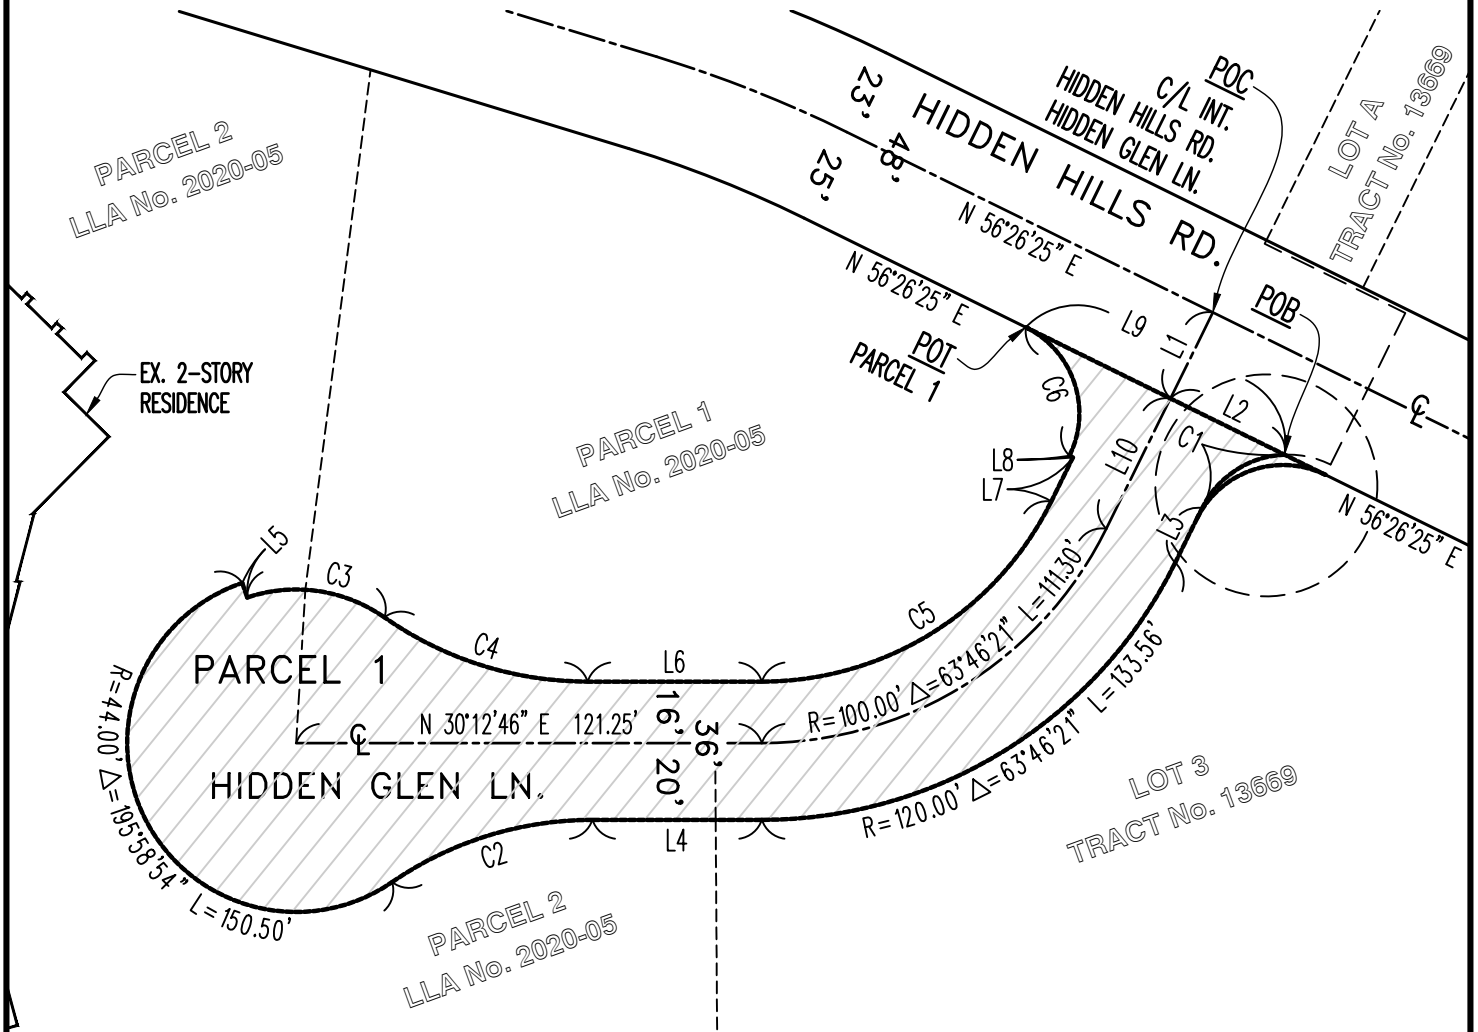 POC
C/L INT.
HIDDEN HILLS RD.
HIDDEN GLEN LN.
LOT A
TRACT No. 13669
23'
48'
25'
HIDDEN HILLS RD.
PARCEL 2
LLA No. 2020-05
N 56°26'25" E
N 56°26'25" E
POB
L9
L1
POT
PARCEL 1
EX. 2-STORY
RESIDENCE
C6
L2
C1
℄
PARCEL 1
LLA No. 2020-05
L8
L7
L10
L3
N 56°26'25" E
L5
C3
C4
L6
C5
R=100.00' Δ=63°46'21" L=111.30'
PARCEL 1
16'
36'
20'
℄
N 30°12'46" E 121.25'
HIDDEN GLEN LN.
R=44.00' Δ=195°58'54" L=150.50'
C2
L4
R=120.00' Δ=63°46'21" L=133.56'
LOT 3
TRACT No. 13669
PARCEL 2
LLA No. 2020-05